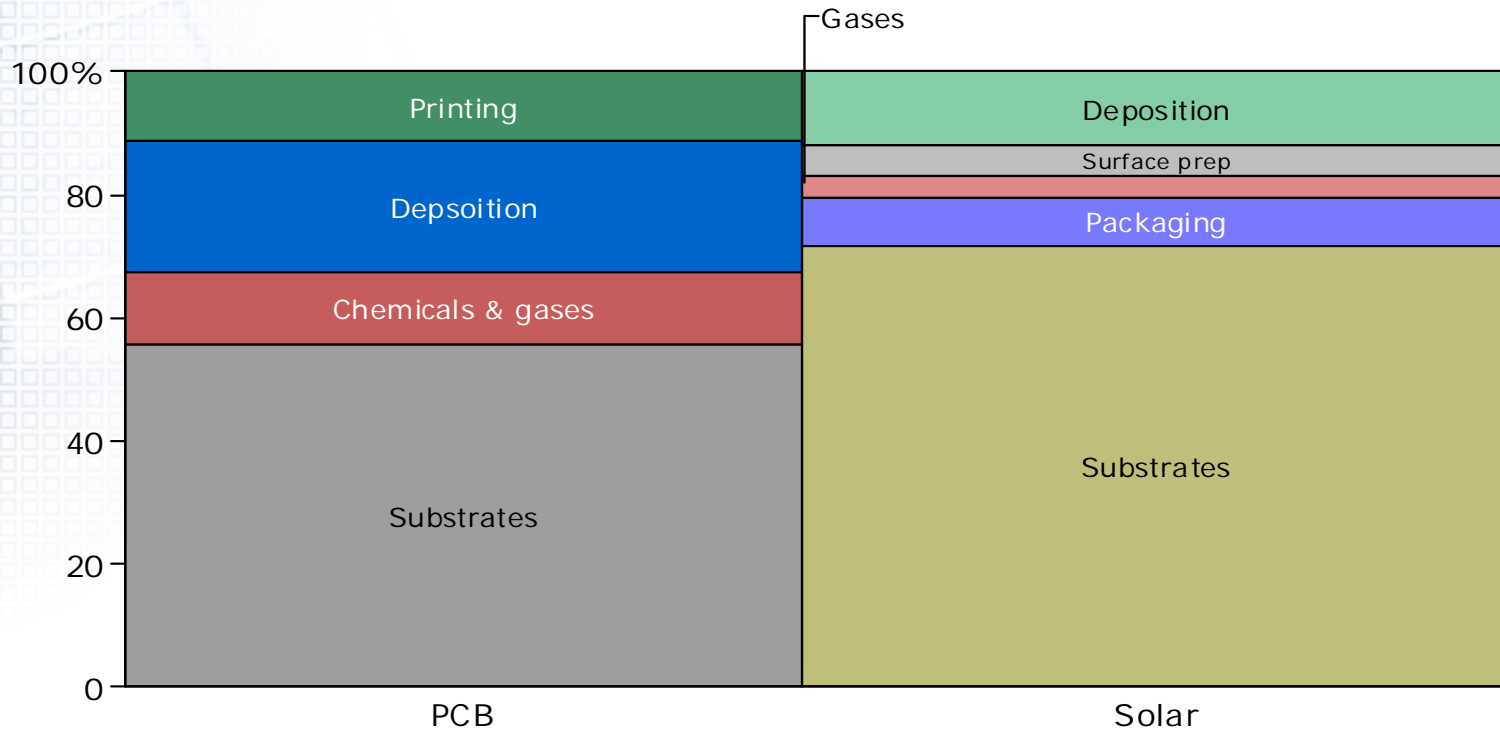 Gases
100%
80
60
40
20
0
Printing
Depsoition
Chemicals & gases
Substrates
Deposition
Surface prep
Packaging
Substrates
PCB
Solar